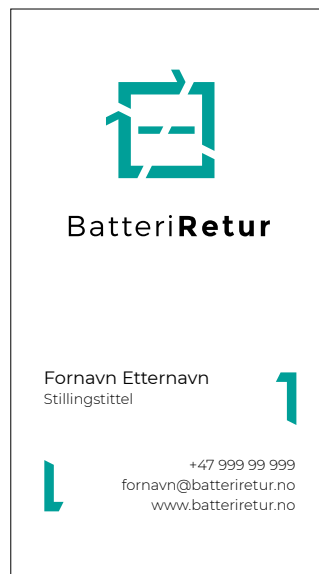 BatteriRetur
Fornavn Etternavn
Stillingstittel
+47 999 99 999
fornavn@batteriretur.no
www.batteriretur.no